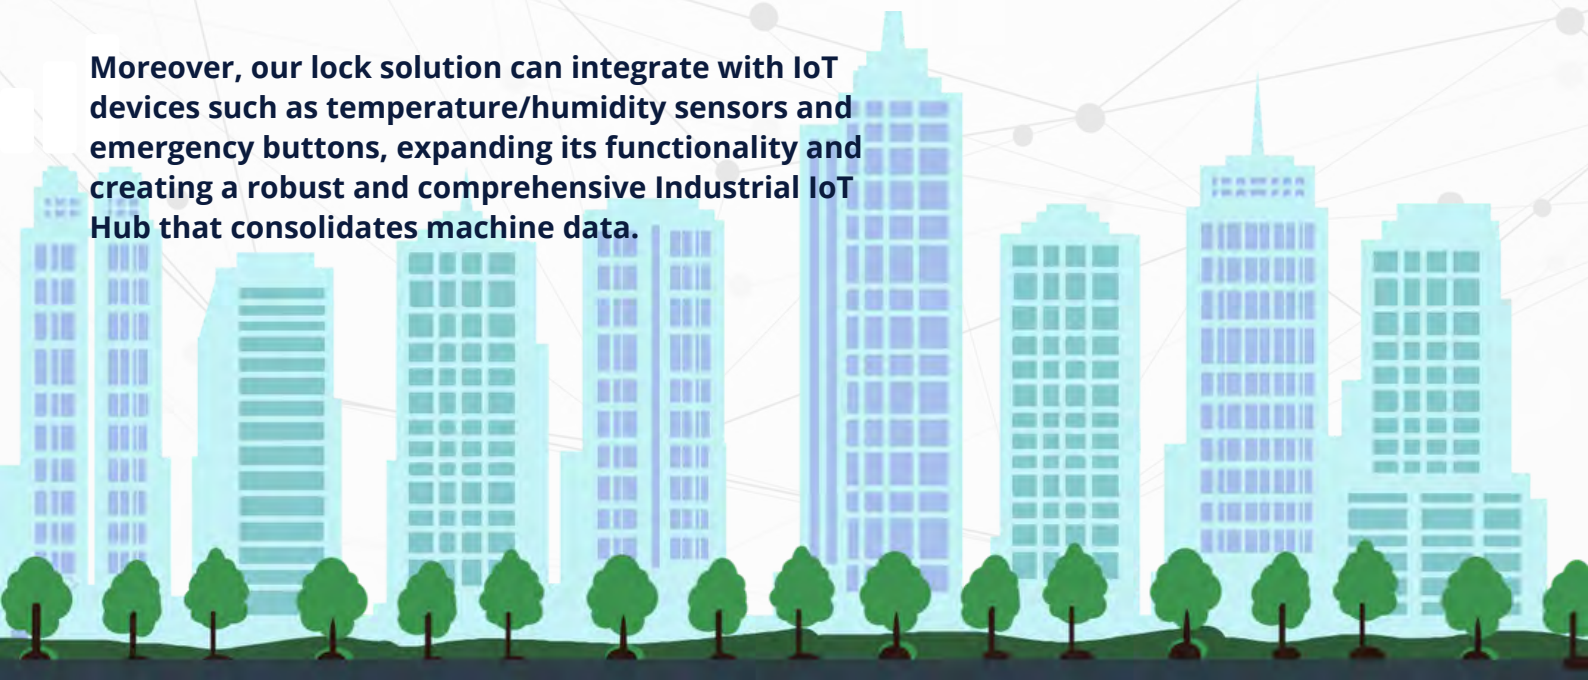 Moreover, our lock solution can integrate with IoT
devices such as temperature/humidity sensors and
emergency buttons, expanding its functionality and
creating a robust and comprehensive Industrial IoT
Hub that consolidates machine data.